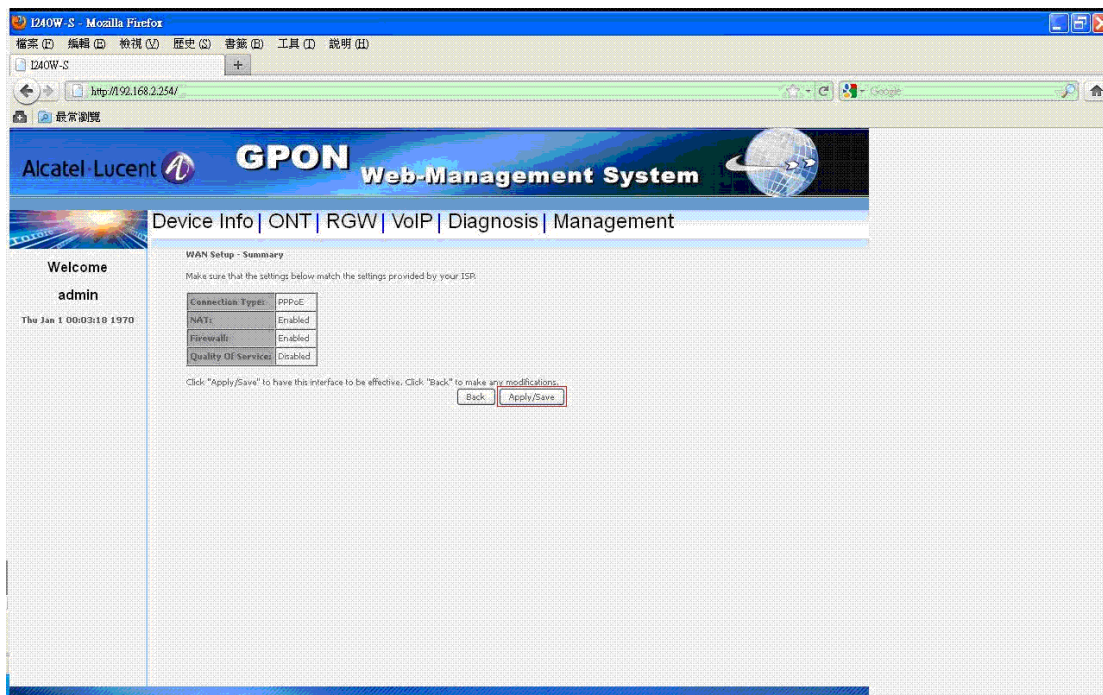 I240W-S - Mozilla Firefox
檔案(F) 編輯(E) 檢視(V) 歷史(S) 書籤(B) 工具(T) 說明(H)
I240W-S
http://192.168.2.254/
Google
最常瀏覽
Alcatel·Lucent
GPON Web-Management System
Device Info| ONT| RGW| VoIP| Diagnosis| Management
Welcome
admin
Thu Jan 1 00:03:10 1970
WAN Setup - Summary
Make sure that the settings below match the settings provided by your ISP.
Connection Type: PPPoE
NAT: Enabled
Firewall: Enabled
Quality Of Service: Disabled
Click "Apply/Save" to have this interface to be effective. Click "Back" to make any modifications.
Back Apply/Save